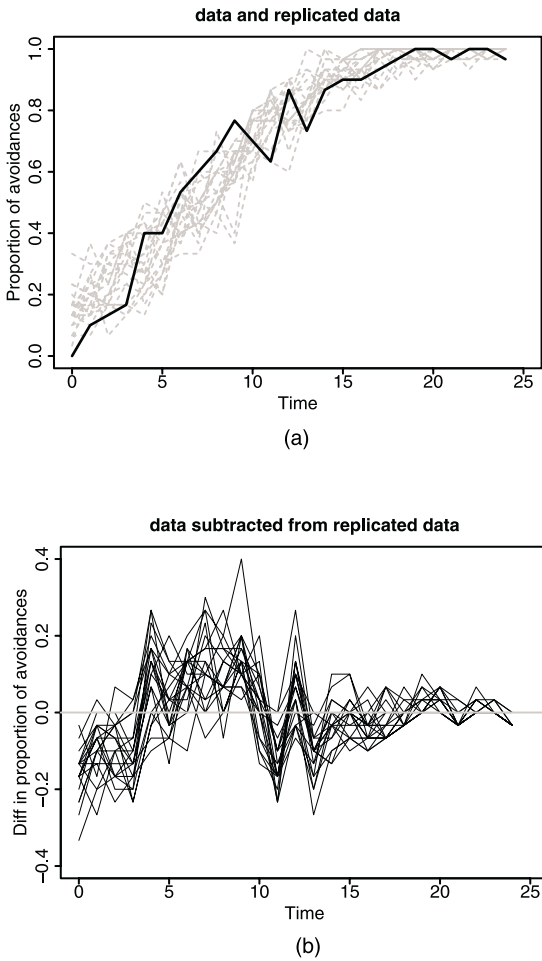 data and replicated data
Proportion of avoidances
1.0
0.8
0.6
0.4
0.2
0.0
0 5 10 15 20 25
Time
(a)
data subtracted from replicated data
Diff in proportion of avoidances
0.4
0.2
0.0
−0.2
−0.4
0 5 10 15 20 25
Time
(b)